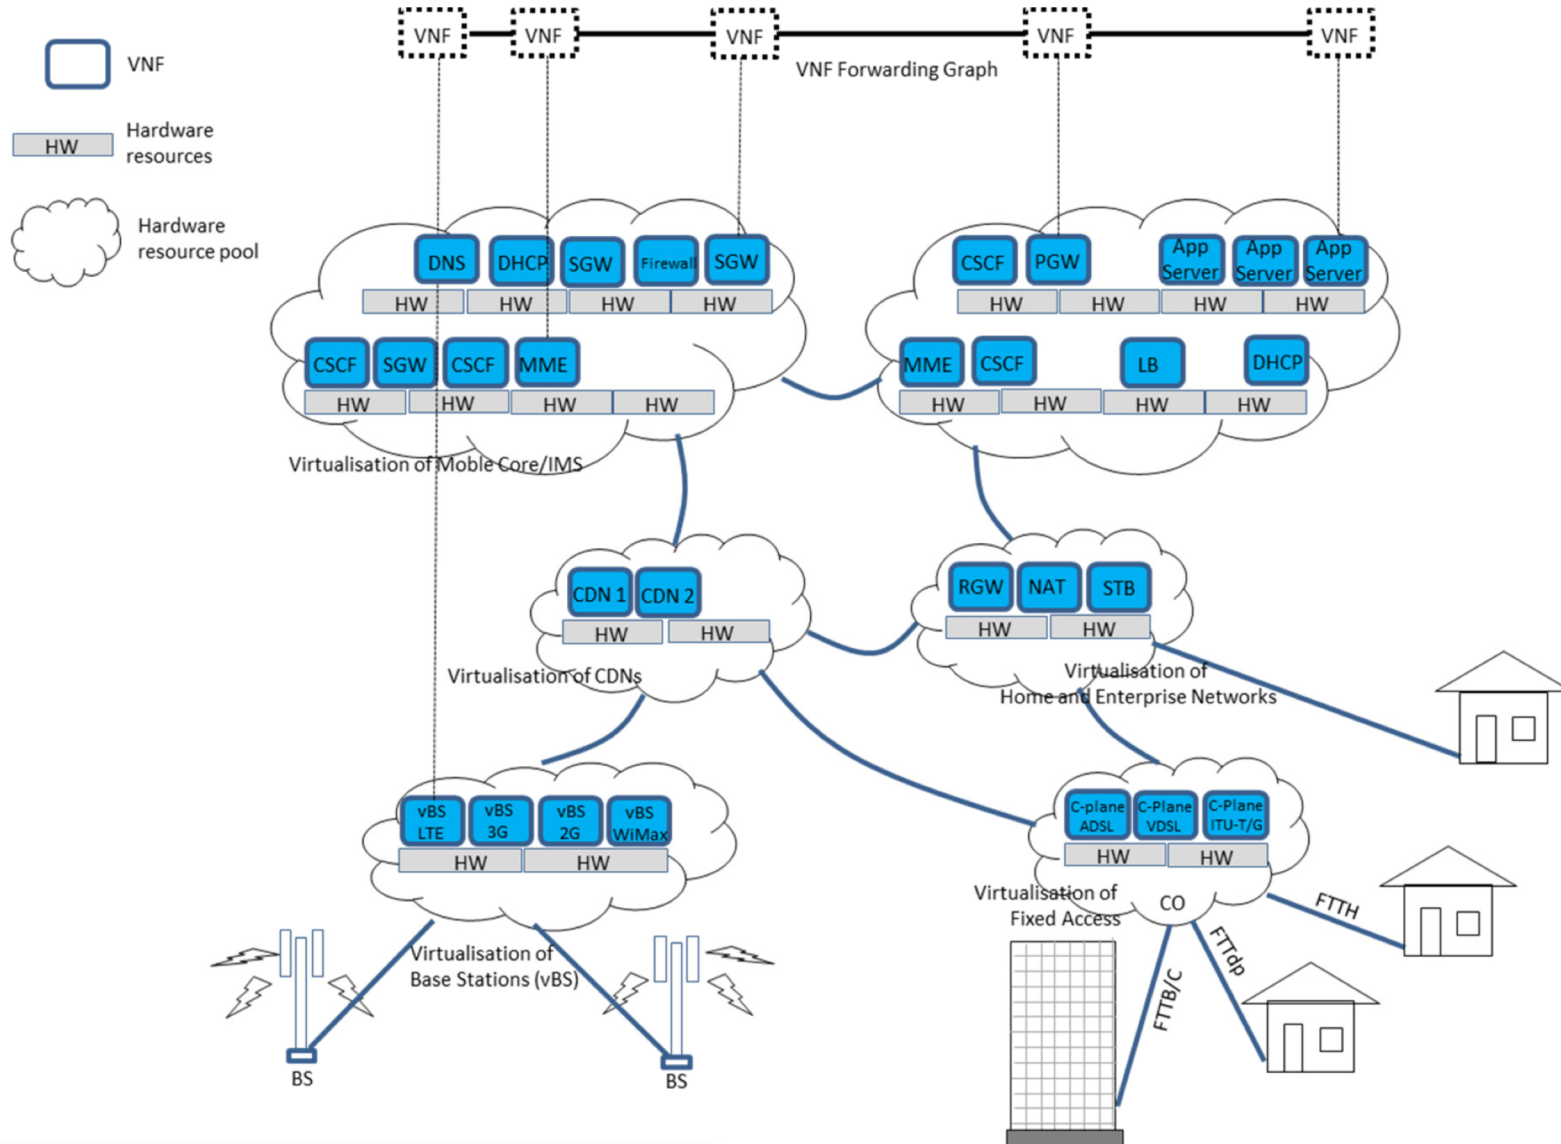 VNF
VNF
VNF
VNF
VNF
VNF Forwarding Graph
VNF
HW
Hardware
resources
Hardware
resource pool
DNS
DHCP
SGW
Firewall
SGW
HW
HW
HW
HW
CSCF
SGW
CSCF
MME
HW
HW
HW
HW
Virtualisation of Moble Core/IMS
CSCF
PGW
App
Server
App
Server
App
Server
HW
HW
HW
HW
MME
CSCF
LB
DHCP
HW
HW
HW
HW
CDN 1
CDN 2
HW
HW
Virtualisation of CDNs
RGW
NAT
STB
HW
HW
Virtualisation of
Home and Enterprise Networks
vBS
LTE
vBS
3G
vBS
2G
vBS
WiMax
HW
HW
Virtualisation of
Base Stations (vBS)
BS
BS
C-plane
ADSL
C-Plane
VDSL
C-Plane
ITU-T/G
HW
HW
Virtualisation of
Fixed Access
CO
FTTH
FTTdp
FTTB/C